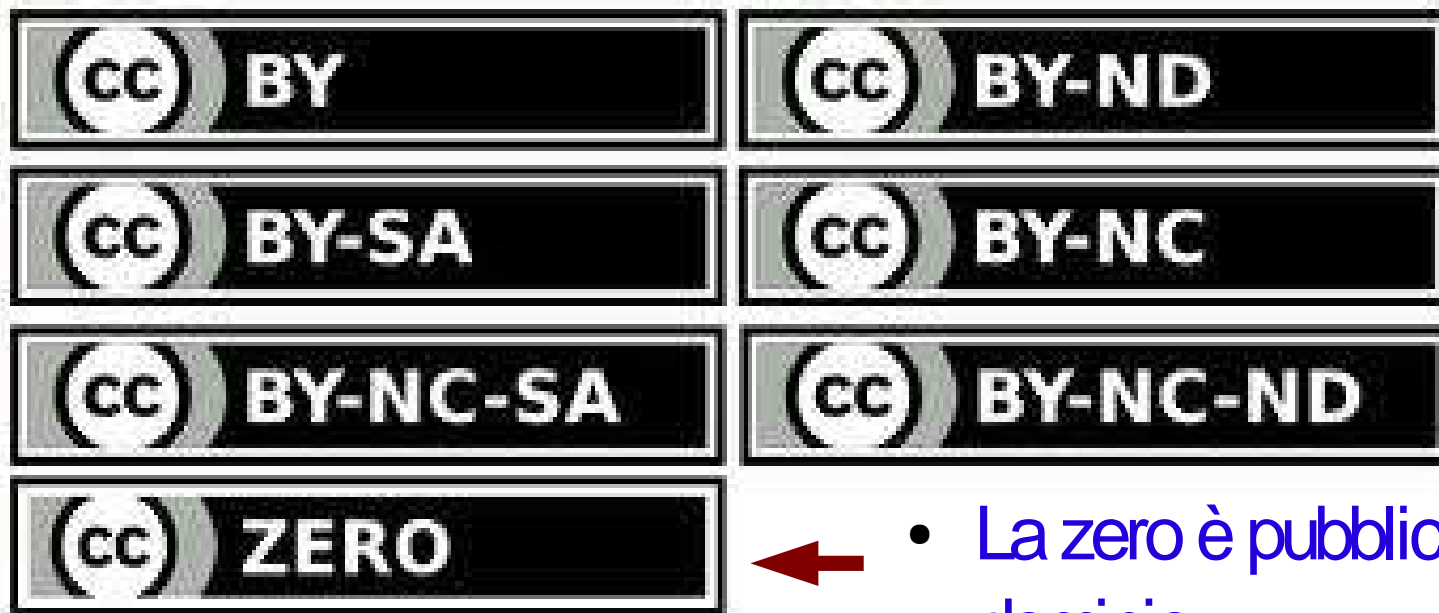 cc BY
cc BY-ND
cc BY-SA
cc BY-NC
cc BY-NC-SA
cc BY-NC-ND
cc ZERO
• La zero è pubblic